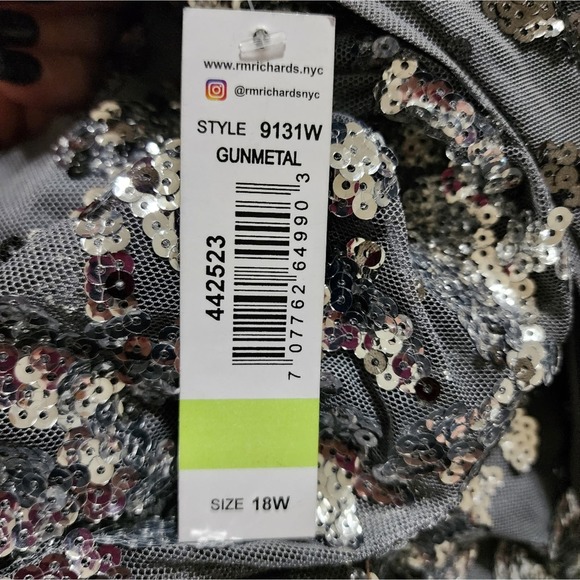 www.rmrichards.nyc
@rmrichardsnyc
STYLE 9131W
GUNMETAL
442523
7 07762 64990 3
SIZE 18W